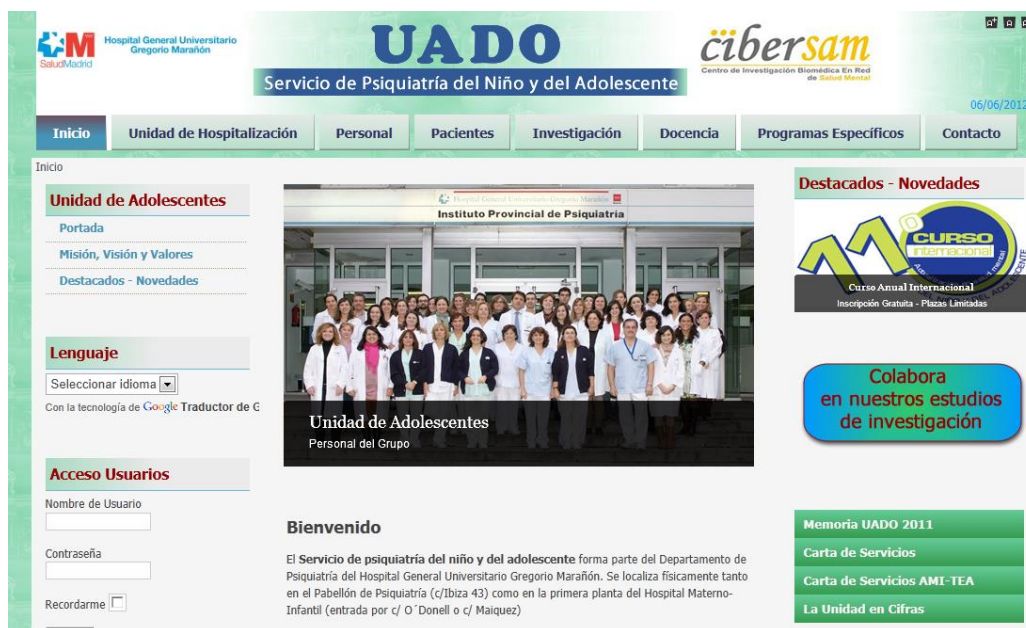 Hospital General Universitario
Gregorio Marañón
SaludMadrid
UADO
Servicio de Psiquiatría del Niño y del Adolescente
cibersam
Centro de Investigación Biomédica En Red
de Salud Mental
06/06/2012
Inicio
Unidad de Hospitalización
Personal
Pacientes
Investigación
Docencia
Programas Específicos
Contacto
Inicio
Unidad de Adolescentes
Portada
Misión, Visión y Valores
Destacados - Novedades
Lenguaje
Seleccionar idioma
Con la tecnología de Google Traductor de G
Acceso Usuarios
Nombre de Usuario
Contraseña
Recordarme
Hospital General Universitario Gregorio Marañón
Instituto Provincial de Psiquiatría
Unidad de Adolescentes
Personal del Grupo
Bienvenido
El Servicio de psiquiatría del niño y del adolescente forma parte del Departamento de
Psiquiatría del Hospital General Universitario Gregorio Marañón. Se localiza físicamente tanto
en el Pabellón de Psiquiatría (c/Ibiza 43) como en la primera planta del Hospital Materno-
Infantil (entrada por c/ O´Donell o c/ Maiquez)
Destacados - Novedades
CURSO
internacional
Curso Anual Internacional
Inscripción Gratuita - Plazas Limitadas
Colabora
en nuestros estudios
de investigación
Memoria UADO 2011
Carta de Servicios
Carta de Servicios AMI-TEA
La Unidad en Cifras